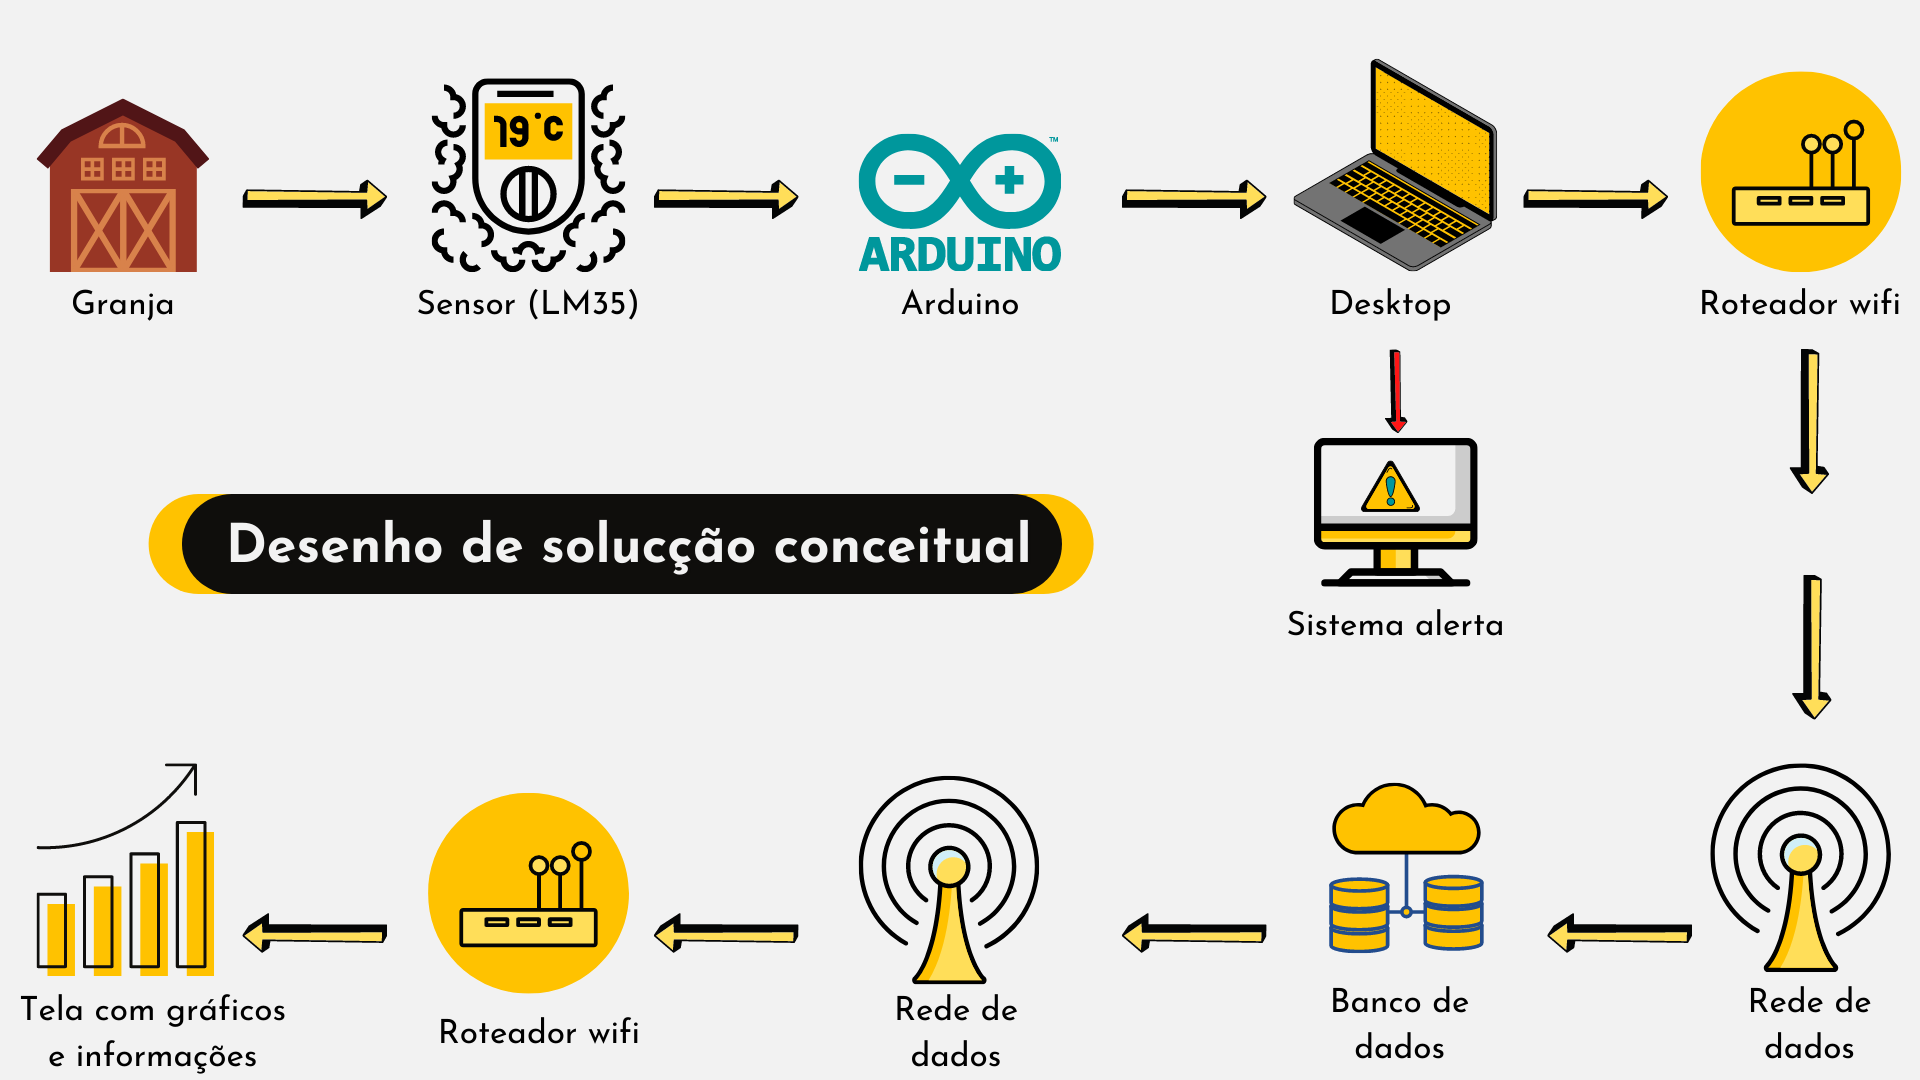 19°C
™
ARDUINO
Granja
Sensor (LM35)
Arduino
Desktop
Roteador wifi
Desenho de solucção conceitual
Sistema alerta
Tela com gráficos
e informações
Roteador wifi
Rede de
dados
Banco de
dados
Rede de
dados